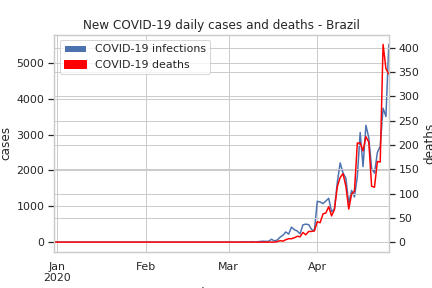 New COVID-19 daily cases and deaths - Brazil
COVID-19 infections
COVID-19 deaths
cases
5000
4000
3000
2000
1000
0
deaths
400
350
300
250
200
150
100
50
0
Jan
2020
Feb
Mar
Apr